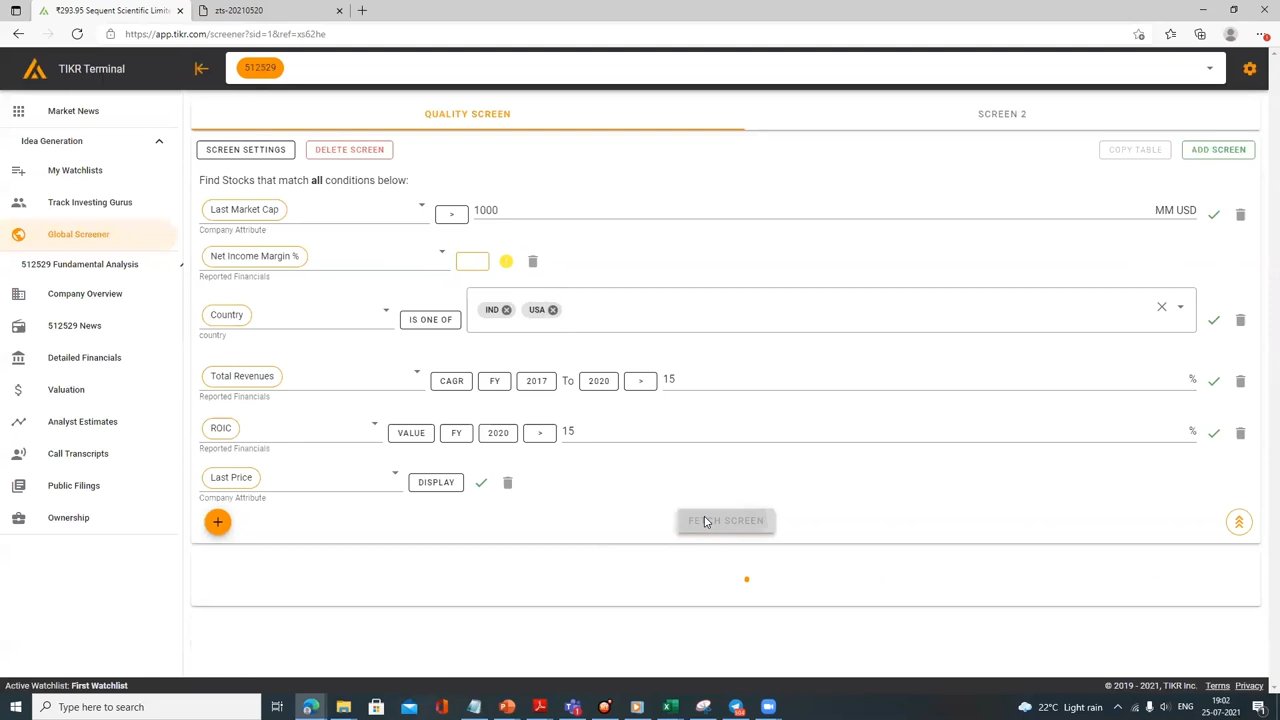 ₹293.95 Sequent Scientific Limite
zts-20210520
https://app.tikr.com/screener?sid=1&ref=xs62he
TIKR Terminal
512529
Market News
Idea Generation
My Watchlists
Track Investing Gurus
Global Screener
512529 Fundamental Analysis
Company Overview
512529 News
Detailed Financials
Valuation
Analyst Estimates
Call Transcripts
Public Filings
Ownership
QUALITY SCREEN
SCREEN 2
SCREEN SETTINGS
DELETE SCREEN
COPY TABLE
ADD SCREEN
Find Stocks that match all conditions below:
Last Market Cap > 1000 MM USD
Company Attribute
Net Income Margin %
Reported Financials
Country IS ONE OF IND USA
country
Total Revenues CAGR FY 2017 To 2020 > 15 %
Reported Financials
ROIC VALUE FY 2020 > 15 %
Reported Financials
Last Price DISPLAY
Company Attribute
+
FETCH SCREEN
Active Watchlist: First Watchlist
© 2019 - 2021, TIKR Inc. Terms Privacy
Type here to search
22°C Light rain
19:02
25-07-2021